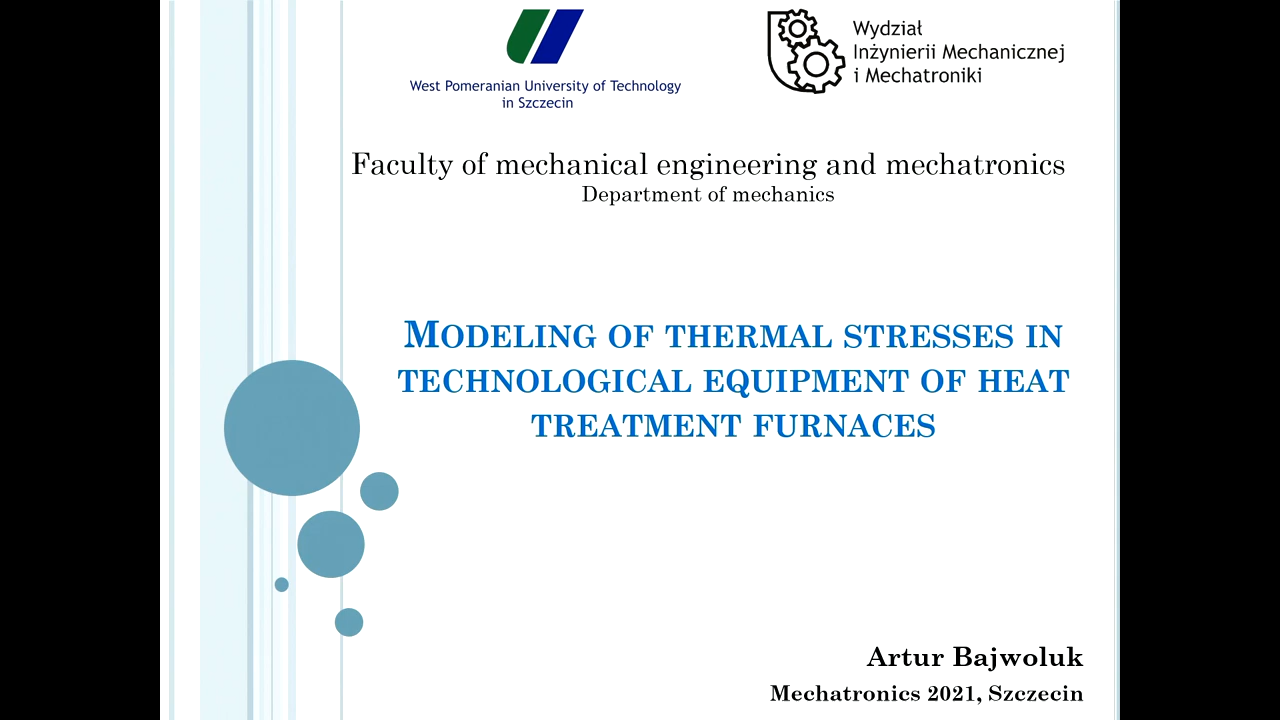 West Pomeranian University of Technology
in Szczecin
Wydział
Inżynierii Mechanicznej
i Mechatroniki
Faculty of mechanical engineering and mechatronics
Department of mechanics
MODELING OF THERMAL STRESSES IN
TECHNOLOGICAL EQUIPMENT OF HEAT
TREATMENT FURNACES
Artur Bajwoluk
Mechatronics 2021, Szczecin